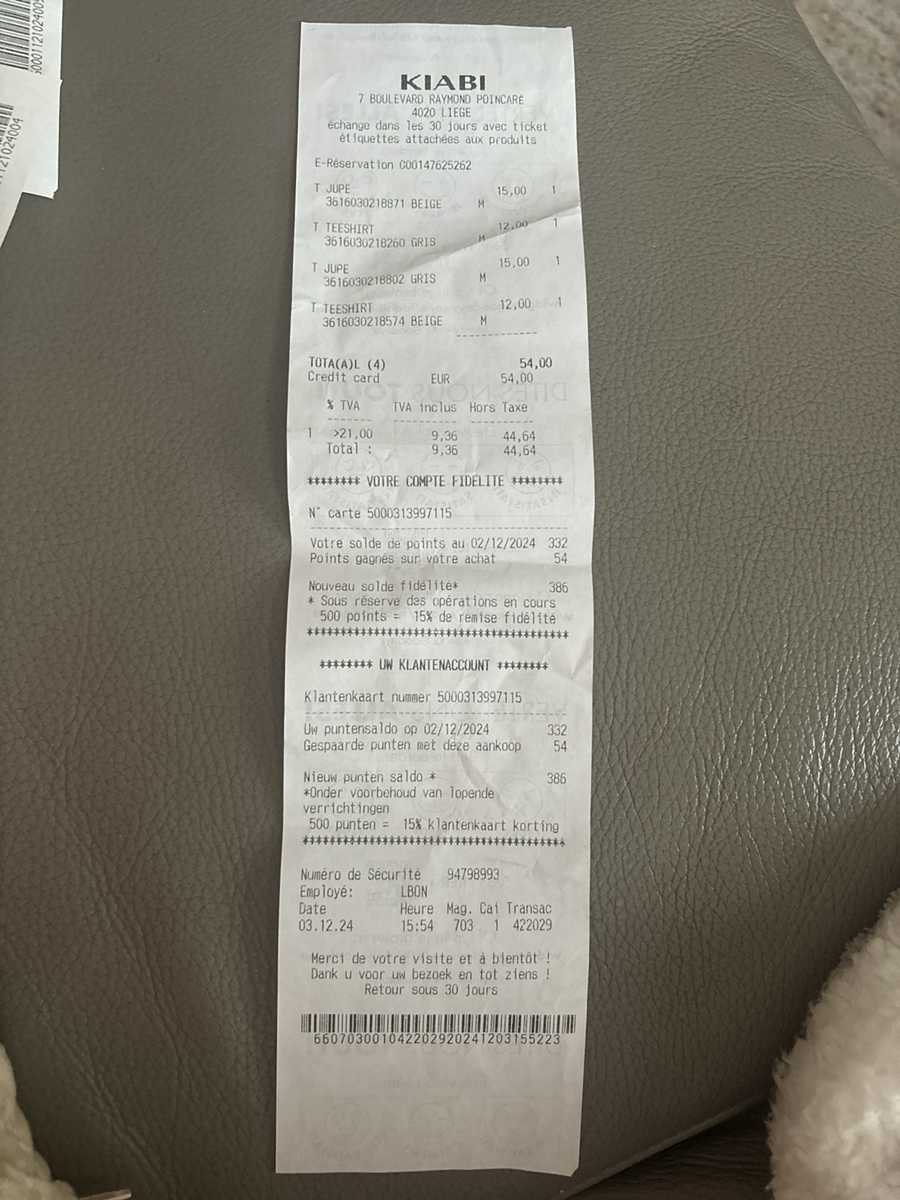 KIABI
7 BOULEVARD RAYMOND POINCARE
4020 LIEGE
échange dans les 30 jours avec ticket
étiquettes attachées aux produits
E-Réservation C00147625262
T JUPE 15,00 1
3616030218871 BEIGE M
T TEESHIRT 12,00 1
3616030218260 GRIS M
T JUPE 15,00 1
3616030218802 GRIS M
T TEESHIRT 12,00 1
3616030218574 BEIGE M
------------
TOTA(A)L (4) 54,00
Credit card EUR 54,00
% TVA TVA inclus Hors Taxe
1 >21,00 9,36 44,64
Total : 9,36 44,64
******** VOTRE COMPTE FIDELITE ********
N° carte 5000313997115
Votre solde de points au 02/12/2024 332
Points gagnés sur votre achat 54
Nouveau solde fidélité* 386
* Sous réserve des opérations en cours
500 points = 15% de remise fidélité
***************************************
******** UW KLANTENACCOUNT ********
Klantenkaart nummer 5000313997115
Uw puntensaldo op 02/12/2024 332
Gespaarde punten met deze aankoop 54
Nieuw punten saldo * 386
*Onder voorbehoud van lopende
verrichtingen
500 punten = 15% klantenkaart korting
***************************************
Numéro de Sécurité 94798993
Employé: LBON
Date Heure Mag. Cai Transac
03.12.24 15:54 703 1 422029
Merci de votre visite et à bientôt !
Dank u voor uw bezoek en tot ziens !
Retour sous 30 jours
660703001042202920241203155223